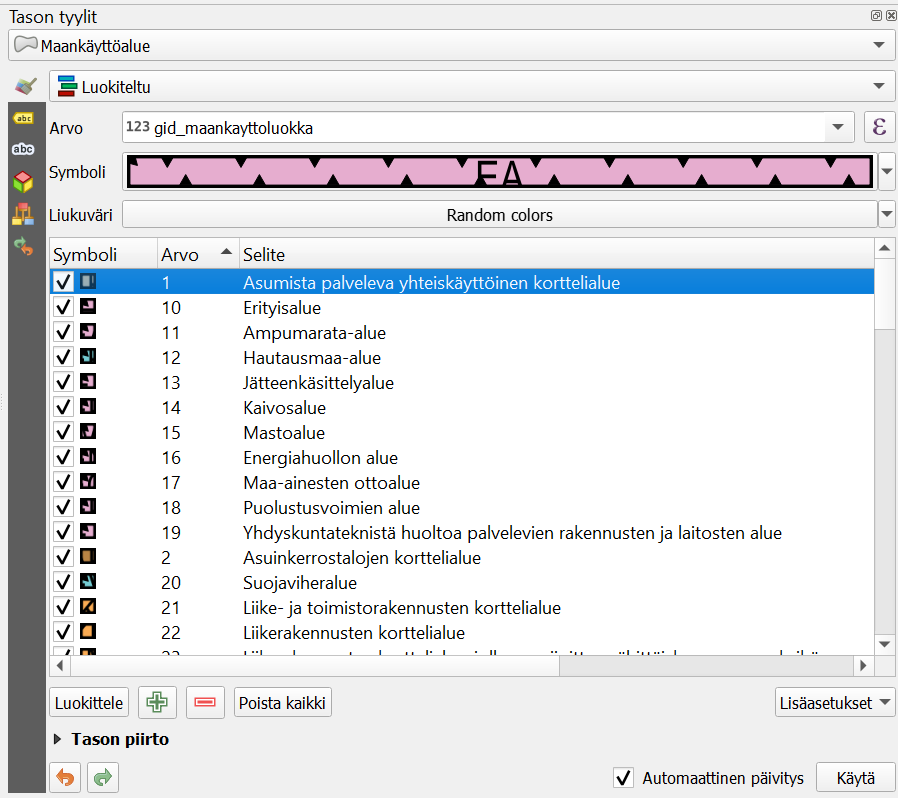 Tason tyylit
Maankäyttöalue
Luokiteltu
abc
Arvo 123 gid_maankayttoluokka ε
abc
Symboli EA
Liukuväri Random colors
Symboli Arvo Selite
1 Asumista palveleva yhteiskäyttöinen korttelialue
10 Erityisalue
11 Ampumarata-alue
12 Hautausmaa-alue
13 Jätteenkäsittelyalue
14 Kaivosalue
15 Mastoalue
16 Energiahuollon alue
17 Maa-ainesten ottoalue
18 Puolustusvoimien alue
19 Yhdyskuntateknistä huoltoa palvelevien rakennusten ja laitosten alue
2 Asuinkerrostalojen korttelialue
20 Suojaviheralue
21 Liike- ja toimistorakennusten korttelialue
22 Liikerakennusten korttelialue
Luokittele Poista kaikki Lisäasetukset
Tason piirto
Automaattinen päivitys Käytä